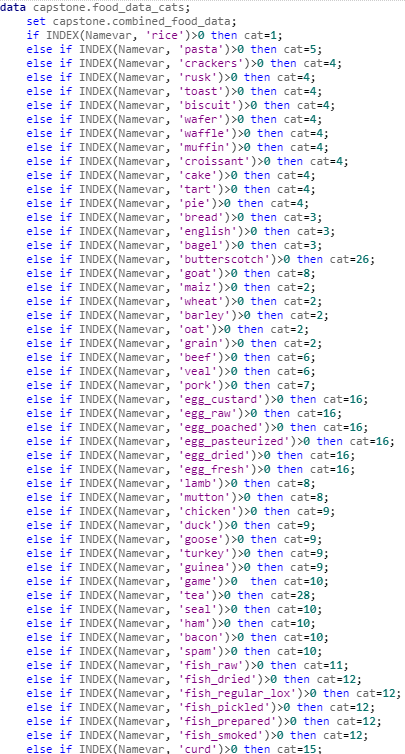 data capstone.food_data_cats;
set capstone.combined_food_data;
if INDEX(Namevar, 'rice')>0 then cat=1;
else if INDEX(Namevar, 'pasta')>0 then cat=5;
else if INDEX(Namevar, 'crackers')>0 then cat=4;
else if INDEX(Namevar, 'rusk')>0 then cat=4;
else if INDEX(Namevar, 'toast')>0 then cat=4;
else if INDEX(Namevar, 'biscuit')>0 then cat=4;
else if INDEX(Namevar, 'wafer')>0 then cat=4;
else if INDEX(Namevar, 'waffle')>0 then cat=4;
else if INDEX(Namevar, 'muffin')>0 then cat=4;
else if INDEX(Namevar, 'croissant')>0 then cat=4;
else if INDEX(Namevar, 'cake')>0 then cat=4;
else if INDEX(Namevar, 'tart')>0 then cat=4;
else if INDEX(Namevar, 'pie')>0 then cat=4;
else if INDEX(Namevar, 'bread')>0 then cat=3;
else if INDEX(Namevar, 'english')>0 then cat=3;
else if INDEX(Namevar, 'bagel')>0 then cat=3;
else if INDEX(Namevar, 'butterscotch')>0 then cat=26;
else if INDEX(Namevar, 'goat')>0 then cat=8;
else if INDEX(Namevar, 'maiz')>0 then cat=2;
else if INDEX(Namevar, 'wheat')>0 then cat=2;
else if INDEX(Namevar, 'barley')>0 then cat=2;
else if INDEX(Namevar, 'oat')>0 then cat=2;
else if INDEX(Namevar, 'grain')>0 then cat=2;
else if INDEX(Namevar, 'beef')>0 then cat=6;
else if INDEX(Namevar, 'veal')>0 then cat=6;
else if INDEX(Namevar, 'pork')>0 then cat=7;
else if INDEX(Namevar, 'egg_custard')>0 then cat=16;
else if INDEX(Namevar, 'egg_raw')>0 then cat=16;
else if INDEX(Namevar, 'egg_poached')>0 then cat=16;
else if INDEX(Namevar, 'egg_pasteurized')>0 then cat=16;
else if INDEX(Namevar, 'egg_dried')>0 then cat=16;
else if INDEX(Namevar, 'egg_fresh')>0 then cat=16;
else if INDEX(Namevar, 'lamb')>0 then cat=8;
else if INDEX(Namevar, 'mutton')>0 then cat=8;
else if INDEX(Namevar, 'chicken')>0 then cat=9;
else if INDEX(Namevar, 'duck')>0 then cat=9;
else if INDEX(Namevar, 'goose')>0 then cat=9;
else if INDEX(Namevar, 'turkey')>0 then cat=9;
else if INDEX(Namevar, 'guinea')>0 then cat=9;
else if INDEX(Namevar, 'game')>0  then cat=10;
else if INDEX(Namevar, 'tea')>0 then cat=28;
else if INDEX(Namevar, 'seal')>0 then cat=10;
else if INDEX(Namevar, 'ham')>0 then cat=10;
else if INDEX(Namevar, 'bacon')>0 then cat=10;
else if INDEX(Namevar, 'spam')>0 then cat=10;
else if INDEX(Namevar, 'fish_raw')>0 then cat=11;
else if INDEX(Namevar, 'fish_dried')>0 then cat=12;
else if INDEX(Namevar, 'fish_regular_lox')>0 then cat=12;
else if INDEX(Namevar, 'fish_pickled')>0 then cat=12;
else if INDEX(Namevar, 'fish_prepared')>0 then cat=12;
else if INDEX(Namevar, 'fish_smoked')>0 then cat=12;
else if INDEX(Namevar, 'curd')>0 then cat=15;